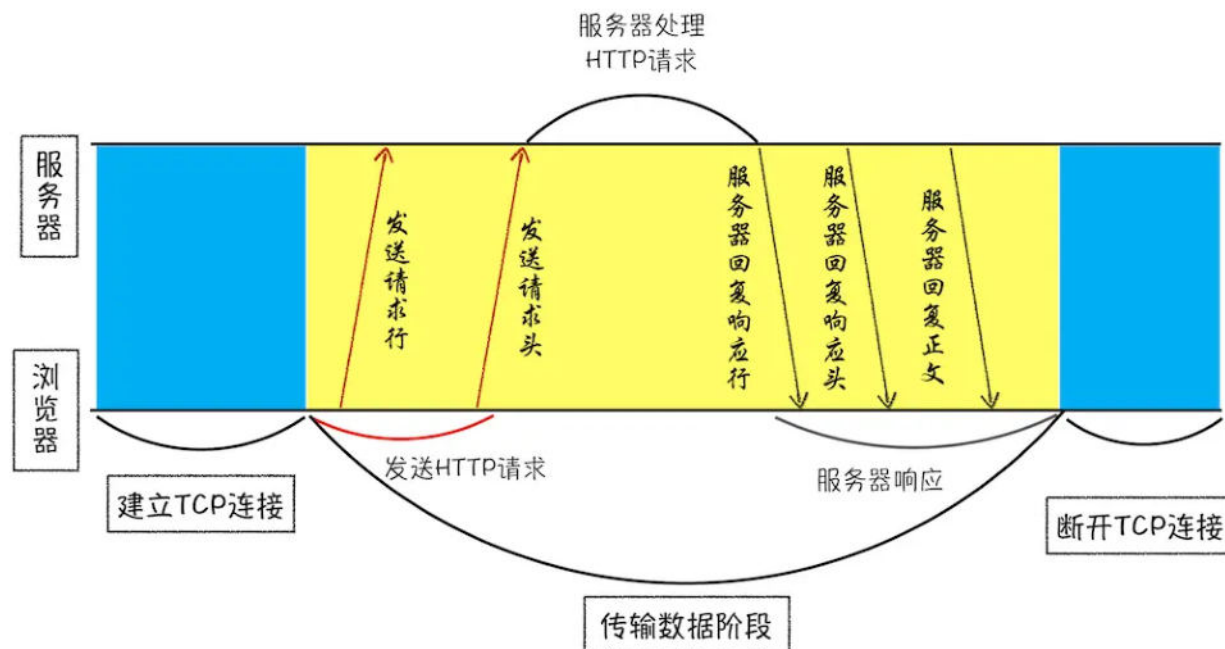 服务器处理
HTTP请求
服务器
发送请求行
发送请求头
服务器回复响应行
服务器回复响应头
服务器回复正文
浏览器
发送HTTP请求
服务器响应
建立TCP连接
断开TCP连接
传输数据阶段